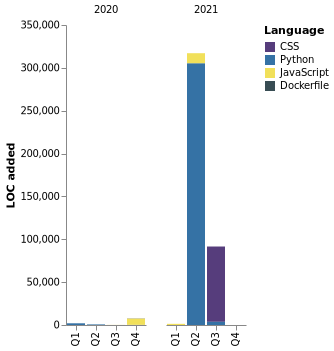 2020 2021
Language
CSS
Python
JavaScript
Dockerfile
LOC added
350,000
300,000
250,000
200,000
150,000
100,000
50,000
0
Q1 Q2 Q3 Q4 Q1 Q2 Q3 Q4